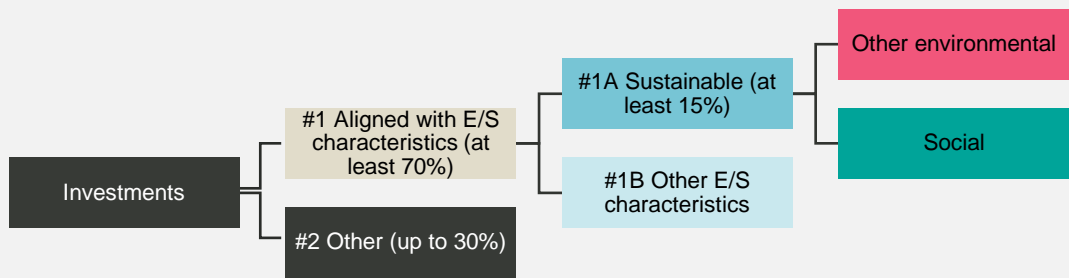 Investments
#1 Aligned with E/S
characteristics (at
least 70%)
#2 Other (up to 30%)
#1A Sustainable (at
least 15%)
#1B Other E/S
characteristics
Other environmental
Social